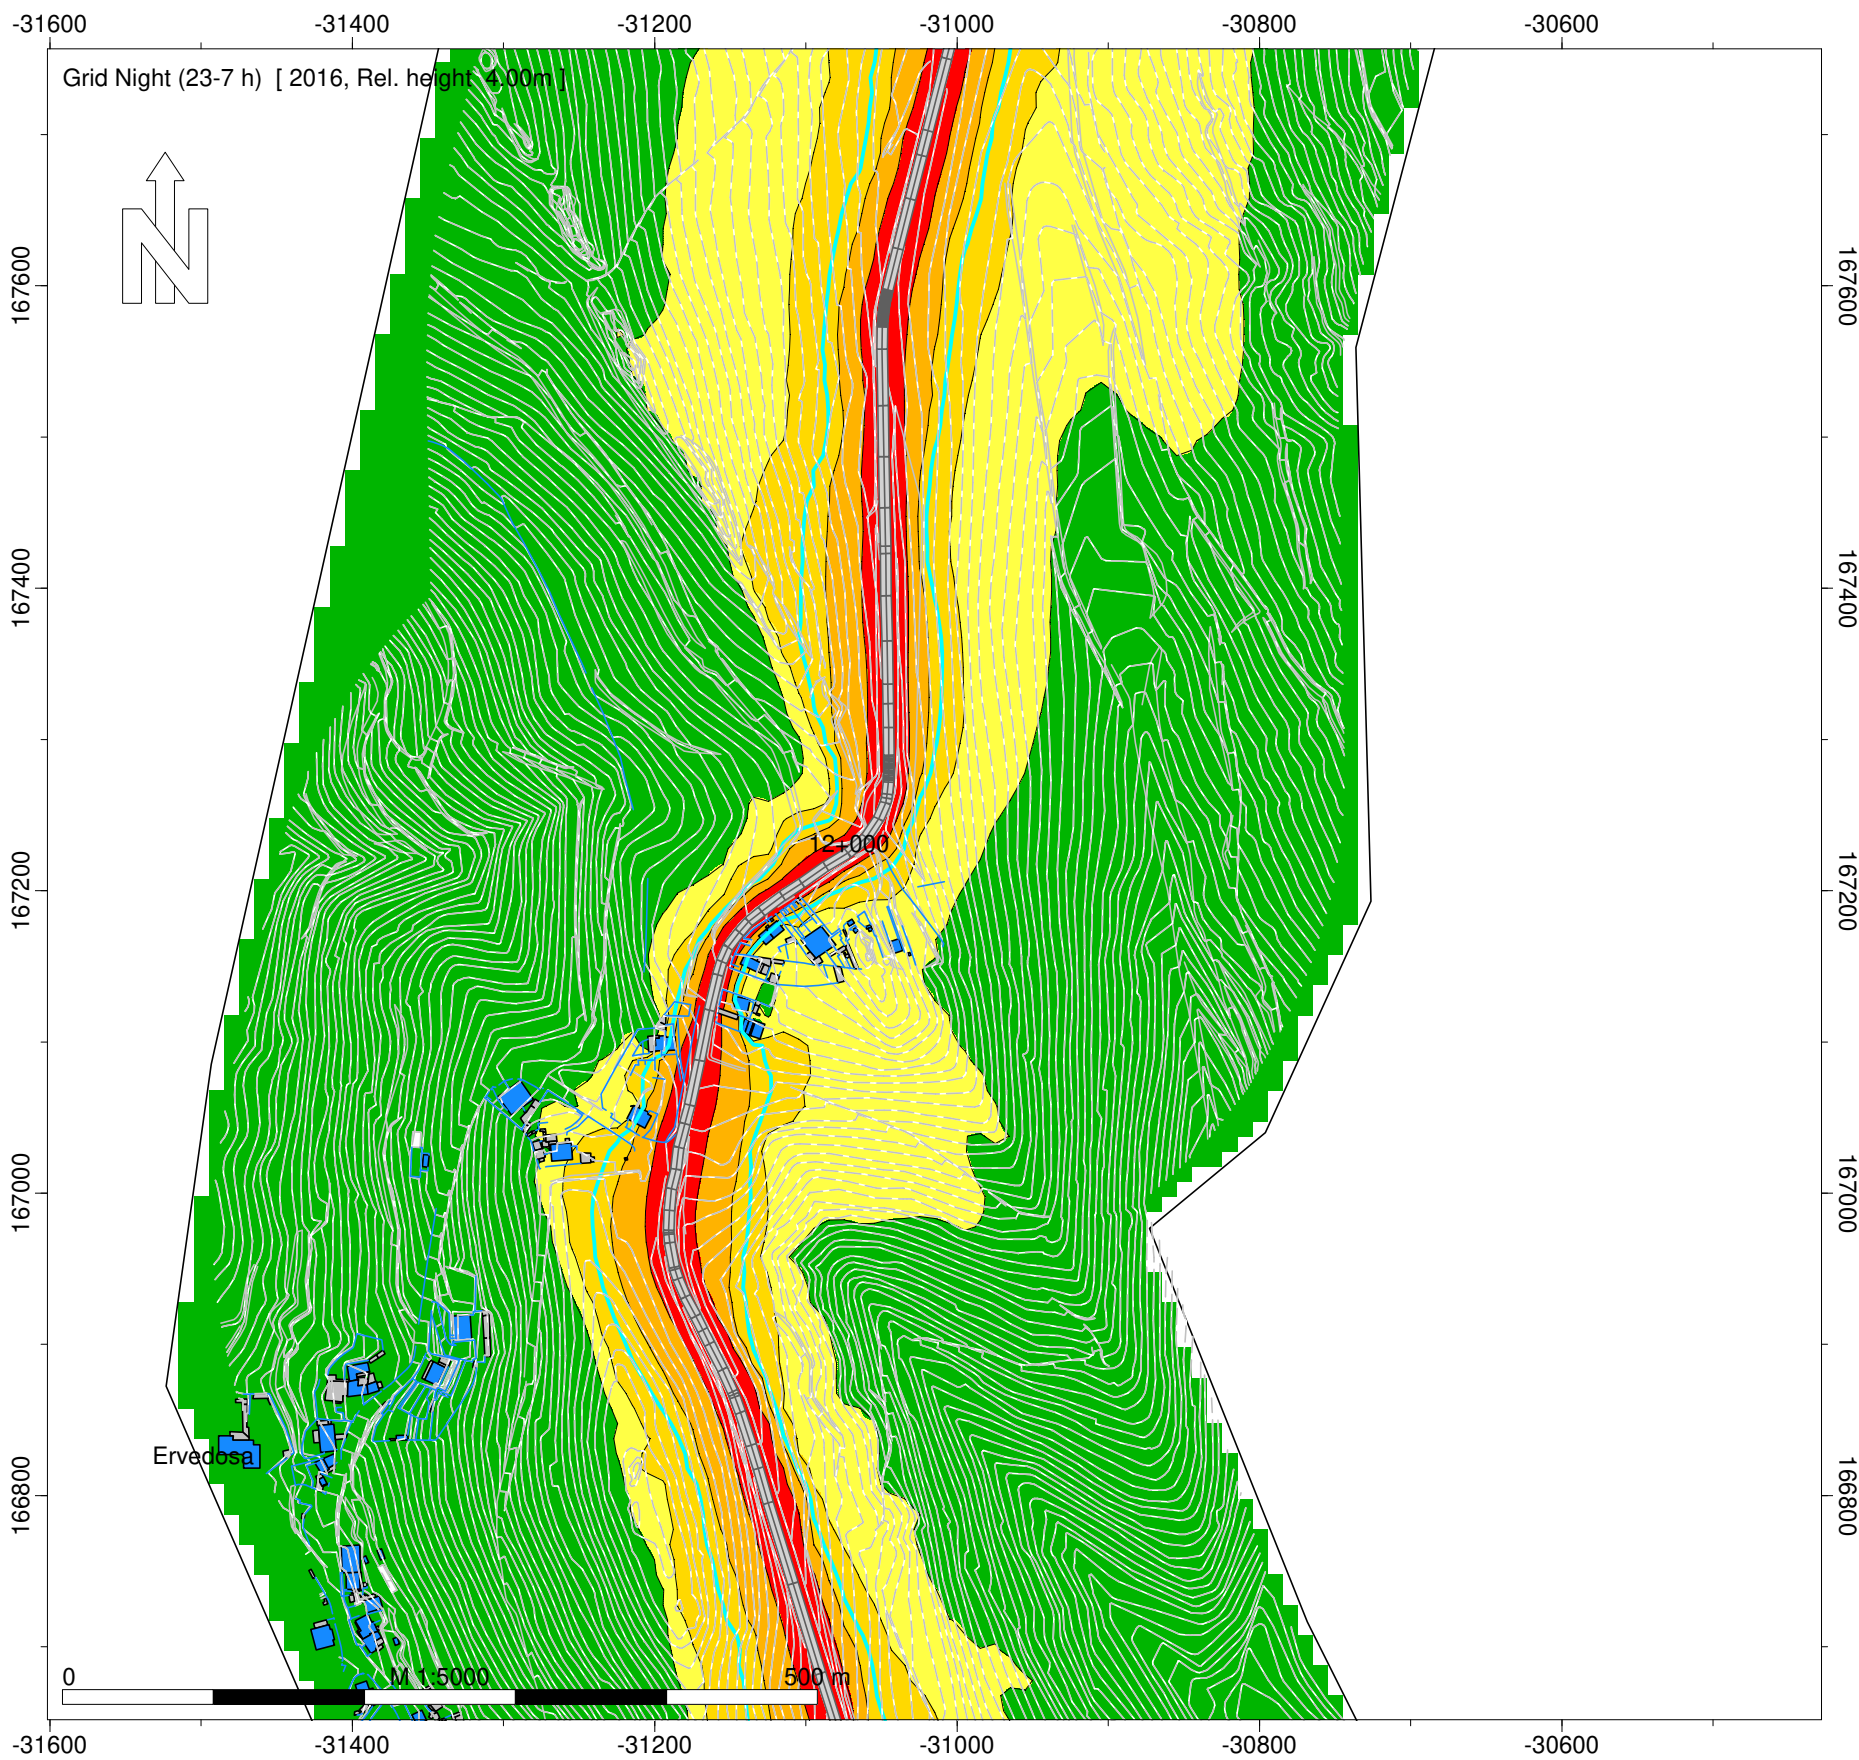 -31600 -31400 -31200 -31000 -30800 -30600
Grid Night (23-7 h) [ 2016, Rel. height 4.00m ]
N
167600 167600
167400 167400
12+000
167200 167200
167000 167000
Ervedosa
166800 166800
0 M 1:5000 500 m
-31600 -31400 -31200 -31000 -30800 -30600